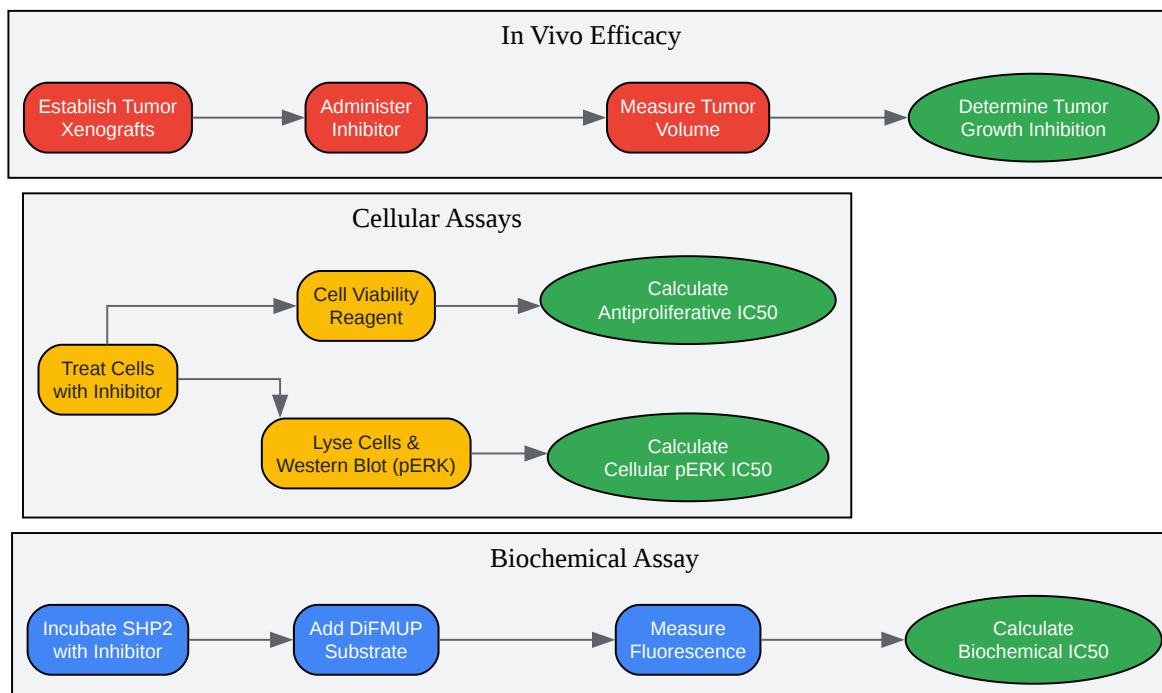 In Vivo Efficacy
Establish Tumor
Xenografts
Administer
Inhibitor
Measure Tumor
Volume
Determine Tumor
Growth Inhibition
Cellular Assays
Treat Cells
with Inhibitor
Cell Viability
Reagent
Calculate
Antiproliferative IC50
Lyse Cells &
Western Blot (pERK)
Calculate
Cellular pERK IC50
Biochemical Assay
Incubate SHP2
with Inhibitor
Add DiFMUP
Substrate
Measure
Fluorescence
Calculate
Biochemical IC50